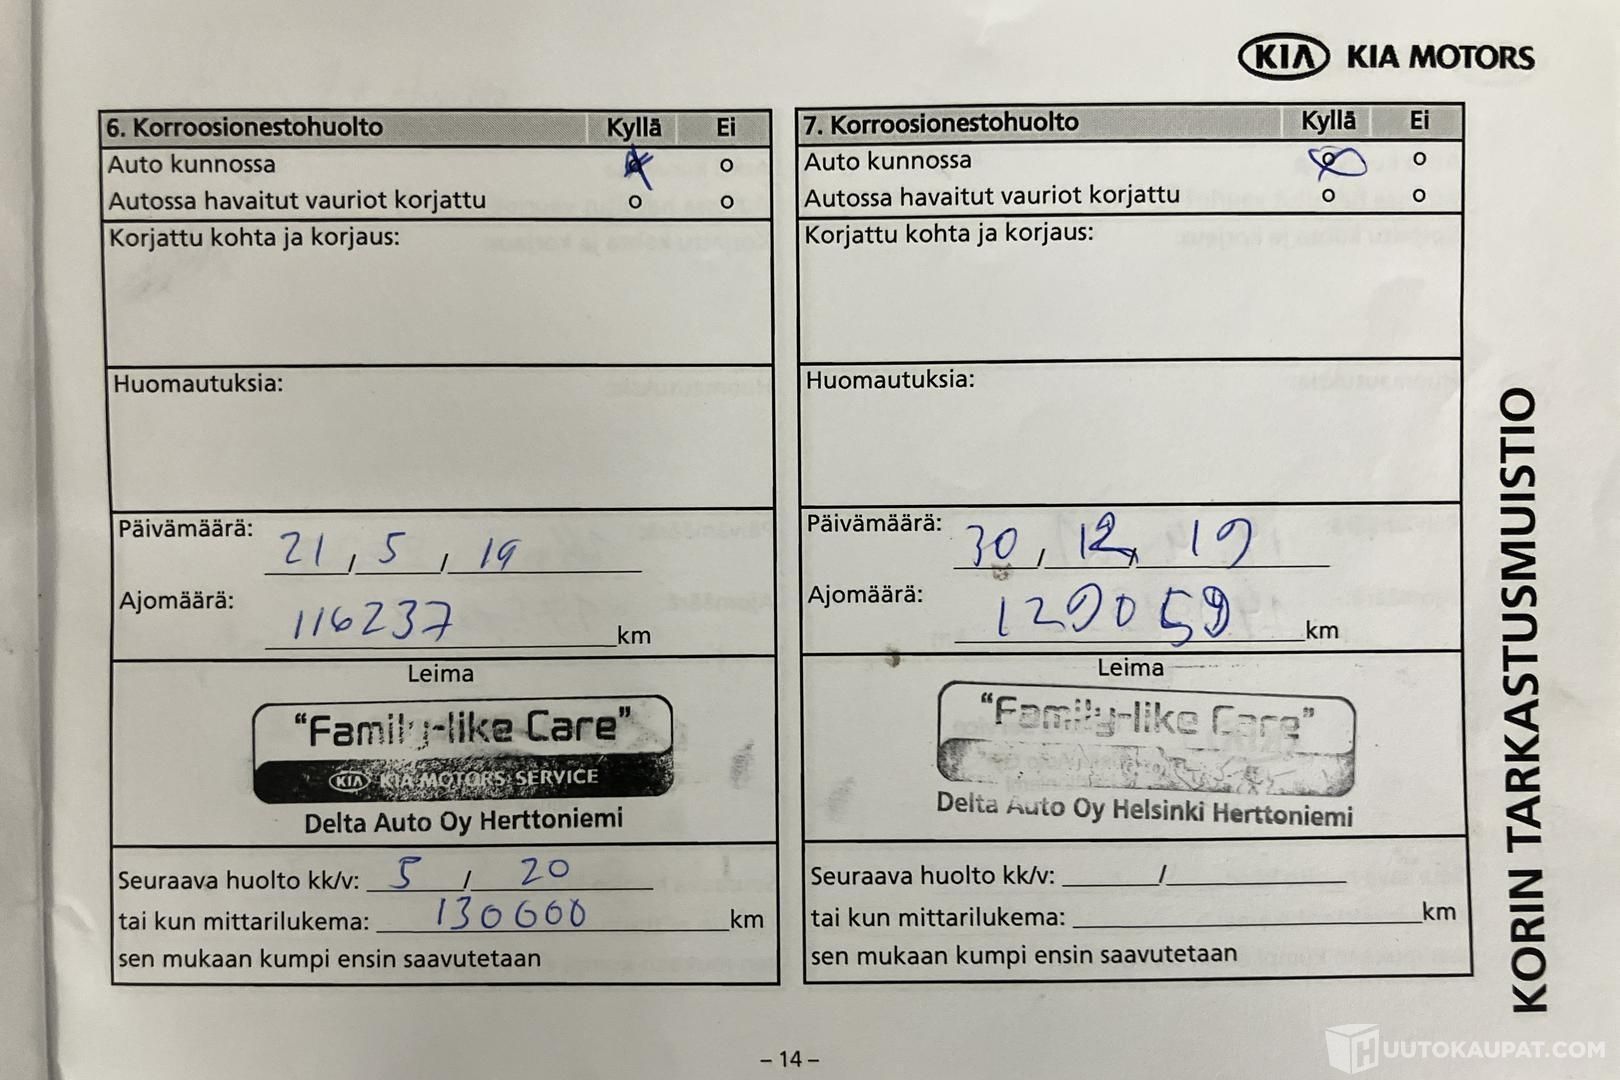 KIA KIA MOTORS
6. Korroosionestohuolto Kyllä Ei
Auto kunnossa o o
Autossa havaitut vauriot korjattu o o
Korjattu kohta ja korjaus:
Huomautuksia:
Päivämäärä: 21, 5, 19
Ajomäärä: 116237 km
Leima
"Family-like Care"
KIA KIA MOTORS SERVICE
Delta Auto Oy Herttoniemi
Seuraava huolto kk/v: 5 / 20
tai kun mittarilukema: 130000 km
sen mukaan kumpi ensin saavutetaan
7. Korroosionestohuolto Kyllä Ei
Auto kunnossa o o
Autossa havaitut vauriot korjattu o o
Korjattu kohta ja korjaus:
Huomautuksia:
Päivämäärä: 30, 12, 19
Ajomäärä: 129059 km
Leima
"Family-like Care"
Delta Auto Oy Helsinki Herttoniemi
Seuraava huolto kk/v: /
tai kun mittarilukema: km
sen mukaan kumpi ensin saavutetaan
KORIN TARKASTUSMUISTIO
– 14 –
HUUTOKAUPAT.COM